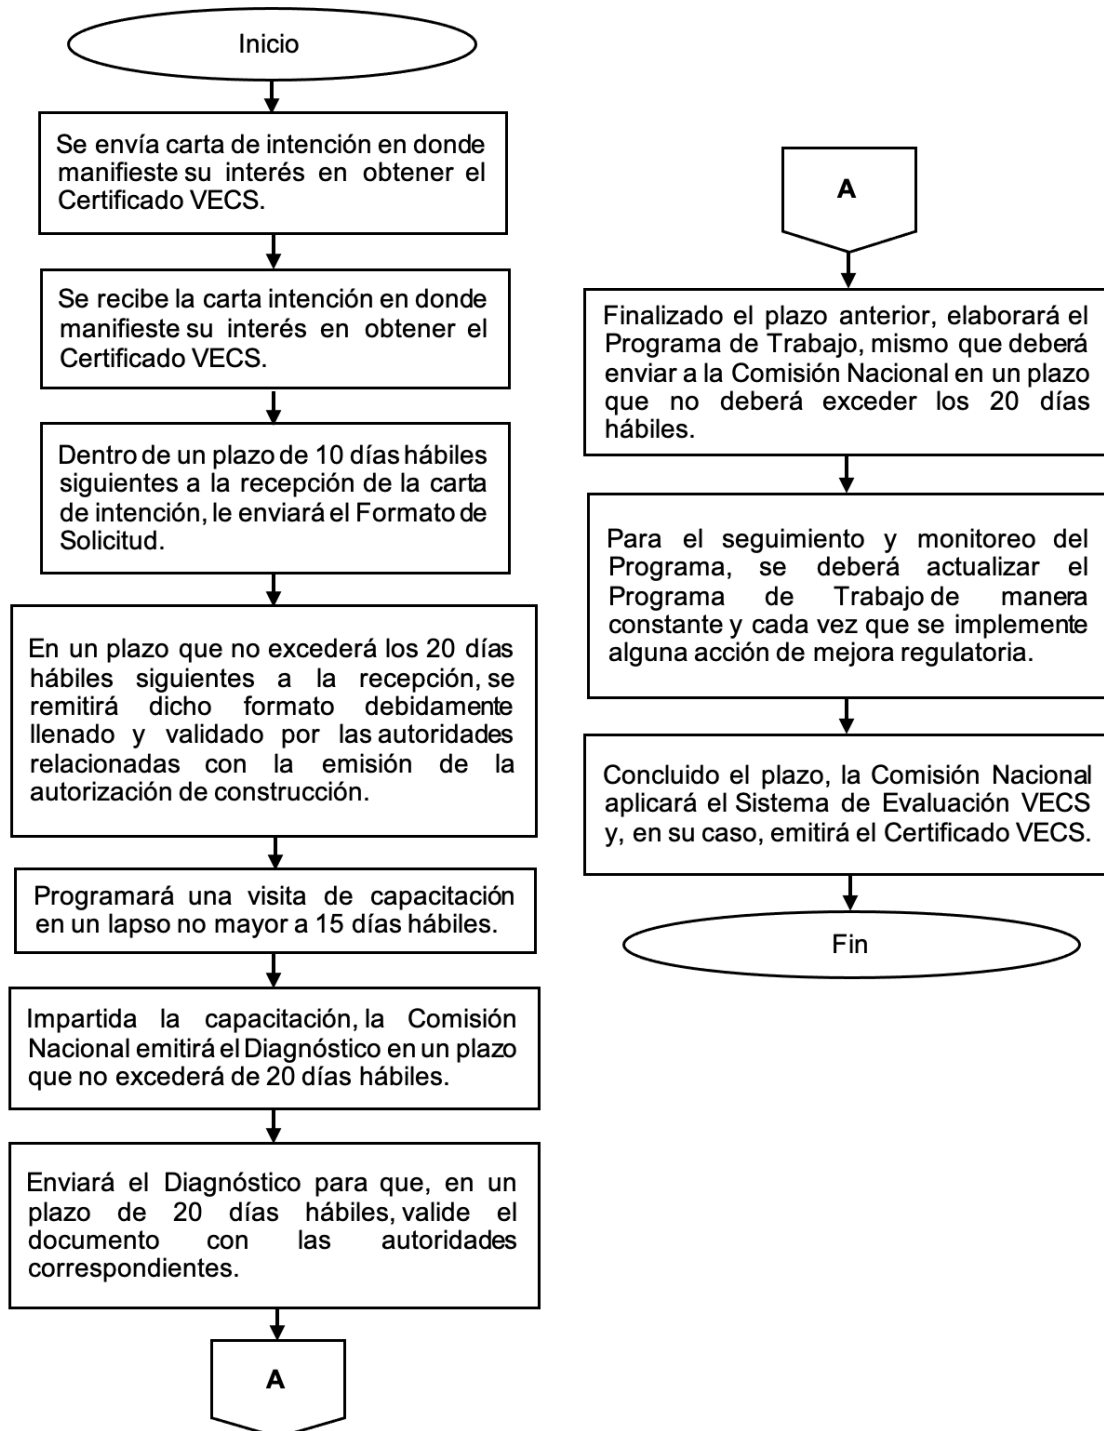 Inicio
Se envía carta de intención en donde
manifieste su interés en obtener el
Certificado VECS.
Se recibe la carta intención en donde
manifieste su interés en obtener el
Certificado VECS.
Dentro de un plazo de 10 días hábiles
siguientes a la recepción de la carta
de intención, le enviará el Formato de
Solicitud.
En un plazo que no excederá los 20 días
hábiles siguientes a la recepción, se
remitirá dicho formato debidamente
llenado y validado por las autoridades
relacionadas con la emisión de la
autorización de construcción.
Programará una visita de capacitación
en un lapso no mayor a 15 días hábiles.
Impartida la capacitación, la Comisión
Nacional emitirá el Diagnóstico en un plazo
que no excederá de 20 días hábiles.
Enviará el Diagnóstico para que, en un
plazo de 20 días hábiles, valide el
documento con las autoridades
correspondientes.
A
A
Finalizado el plazo anterior, elaborará el
Programa de Trabajo, mismo que deberá
enviar a la Comisión Nacional en un plazo
que no deberá exceder los 20 días
hábiles.
Para el seguimiento y monitoreo del
Programa, se deberá actualizar el
Programa de Trabajo de manera
constante y cada vez que se implemente
alguna acción de mejora regulatoria.
Concluido el plazo, la Comisión Nacional
aplicará el Sistema de Evaluación VECS
y, en su caso, emitirá el Certificado VECS.
Fin